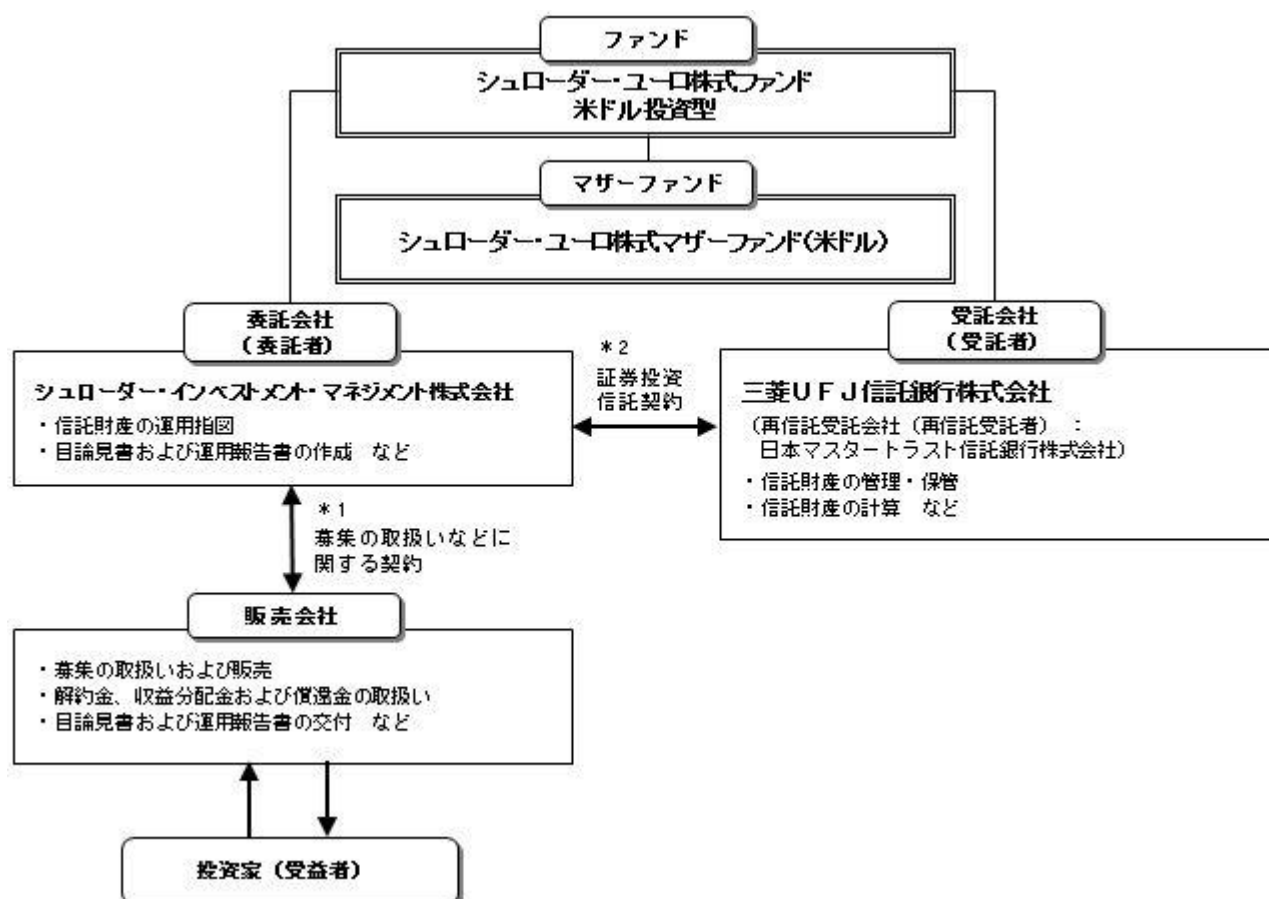 ファンド
シュローダー・ユーロ株式ファンド
米ドル投資型
マザーファンド
シュローダー・ユーロ株式マザーファンド(米ドル)
委託会社
(委託者)
シュローダー・インベストメント・マネジメント株式会社
・信託財産の運用指図
・目論見書および運用報告書の作成 など
*2
証券投資
信託契約
受託会社
(受託者)
三菱UFJ信託銀行株式会社
(再信託受託会社(再信託受託者) :
日本マスタートラスト信託銀行株式会社)
・信託財産の管理・保管
・信託財産の計算 など
*1
募集の取扱いなどに
関する契約
販売会社
・募集の取扱いおよび販売
・解約金、収益分配金および償還金の取扱い
・目論見書および運用報告書の交付 など
投資家(受益者)